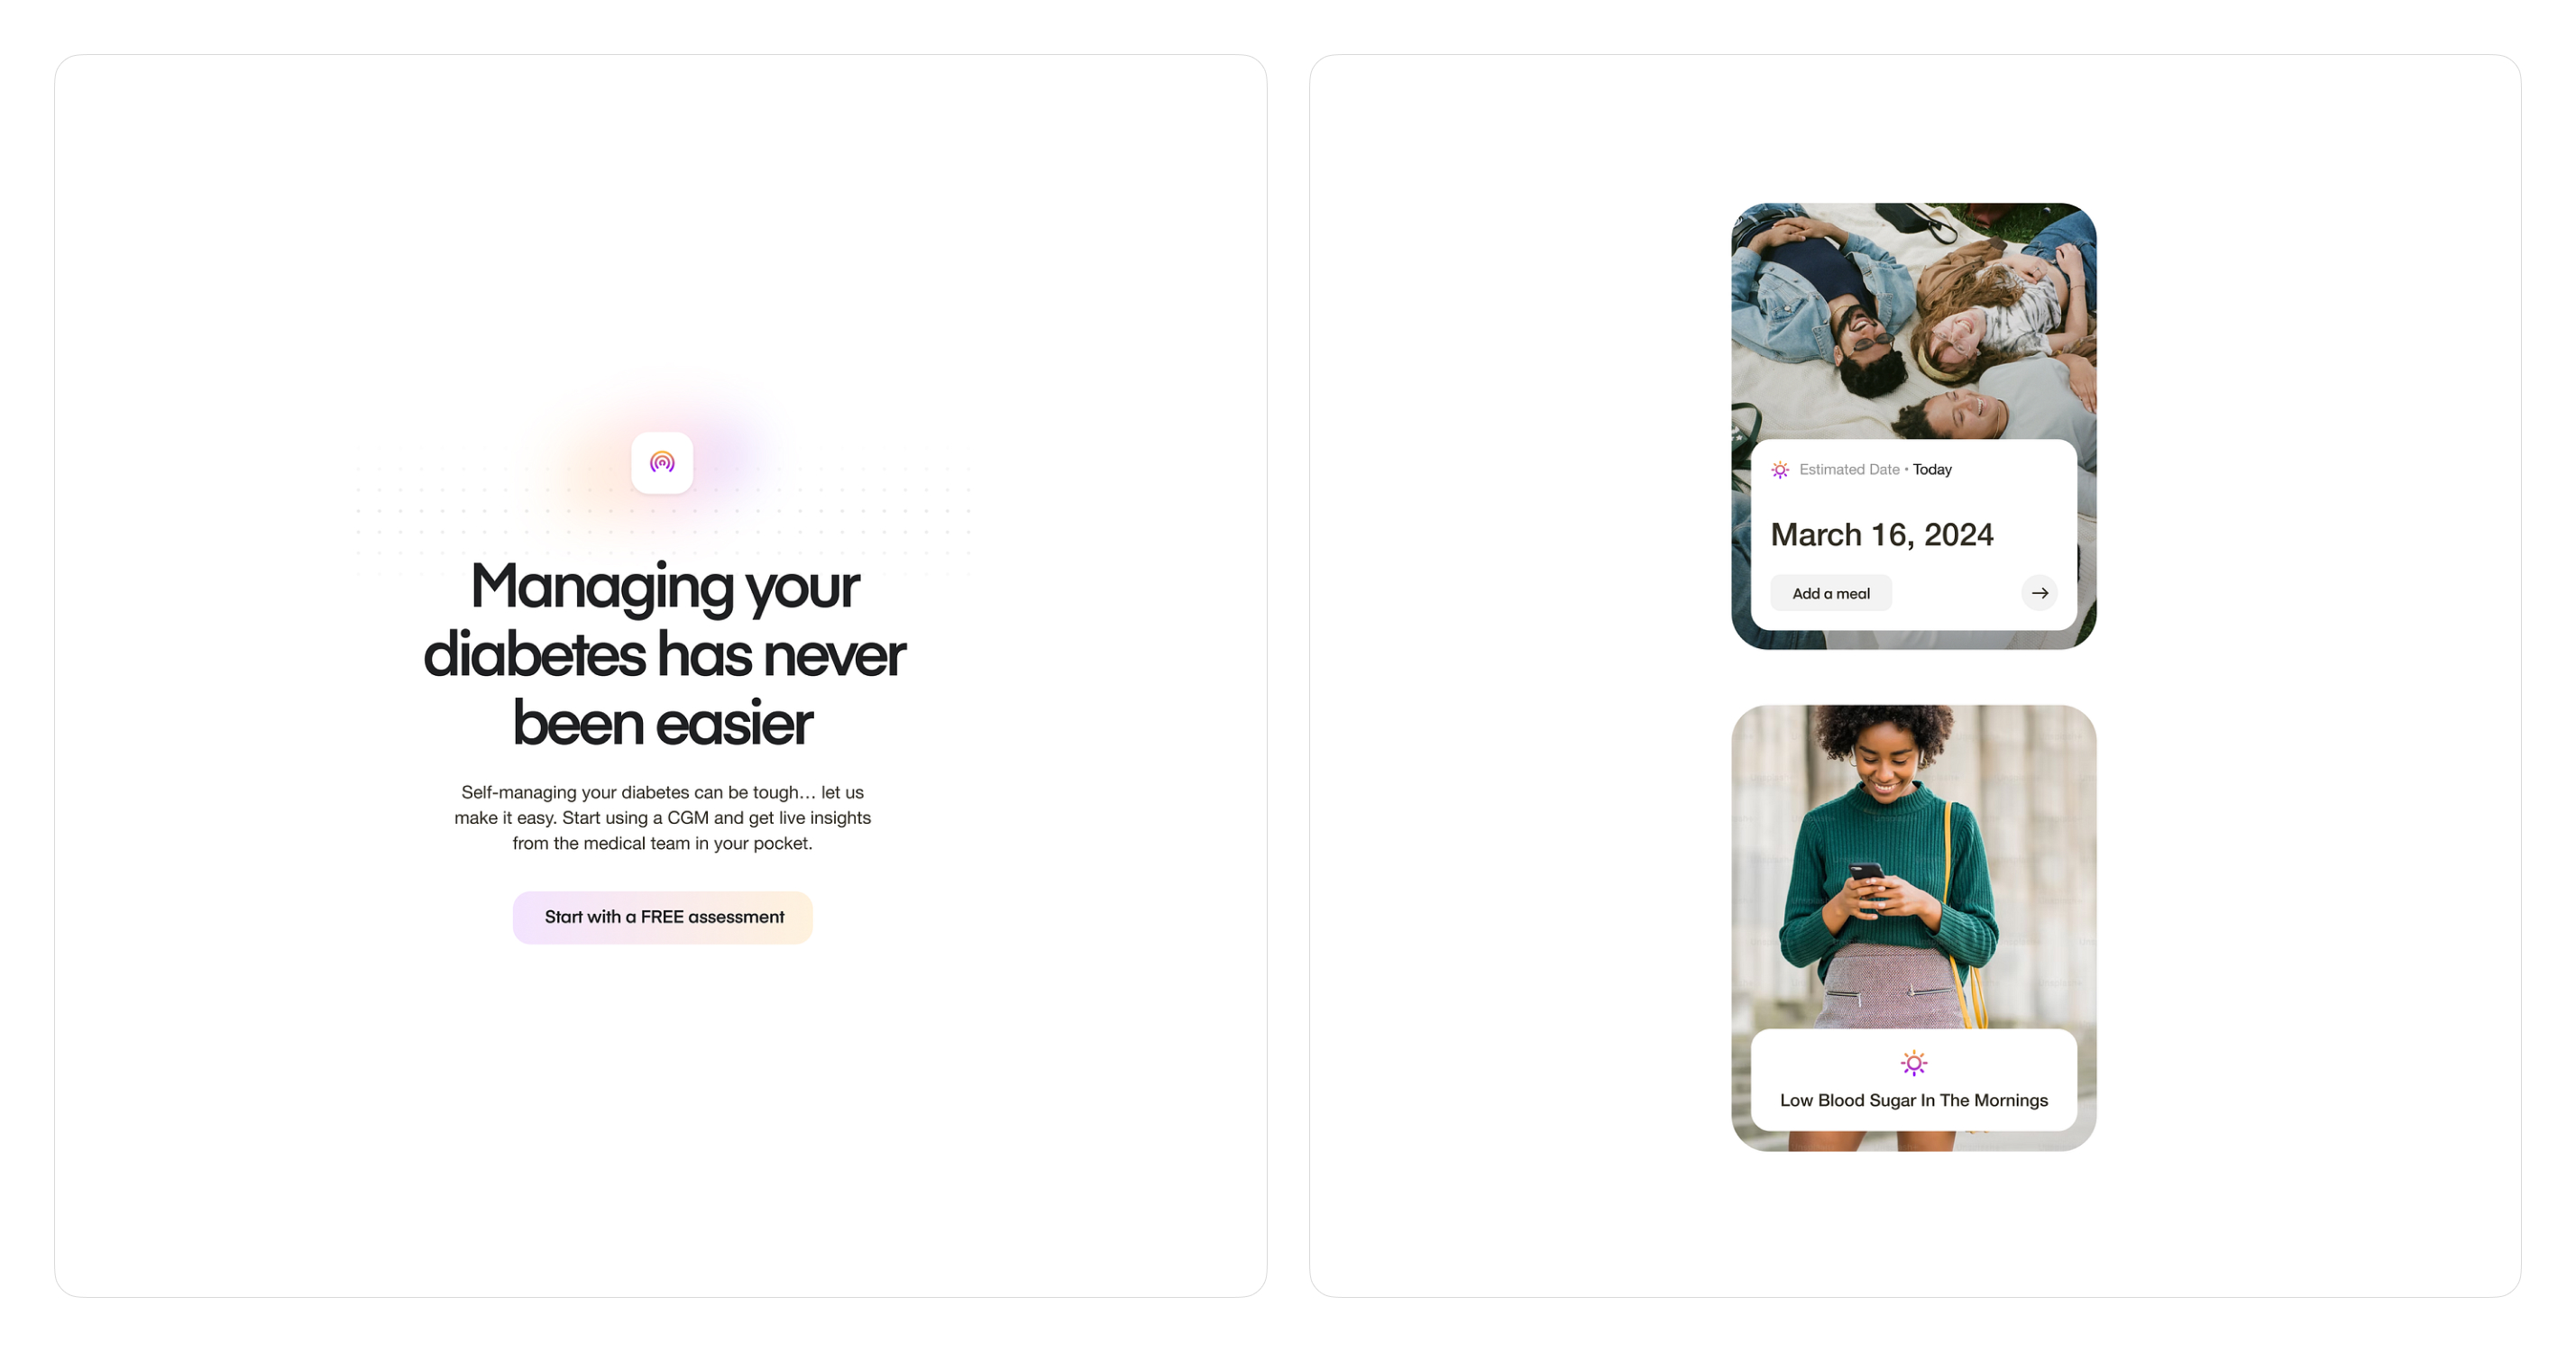 Managing your
diabetes has never
been easier
Self-managing your diabetes can be tough… let us
make it easy. Start using a CGM and get live insights
from the medical team in your pocket.
Start with a FREE assessment
Estimated Date • Today
March 16, 2024
Add a meal
Low Blood Sugar In The Mornings